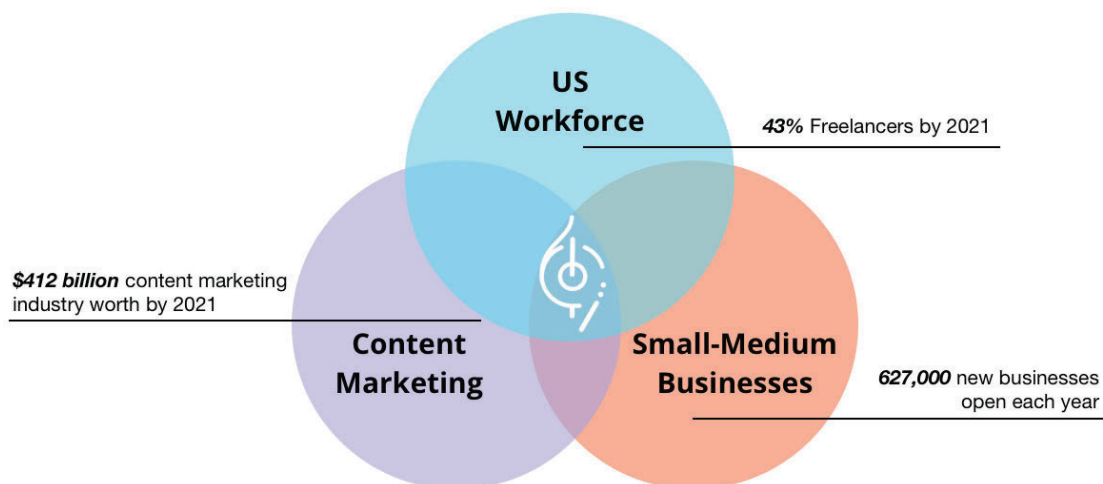 US
Workforce
43% Freelancers by 2021
$412 billion content marketing
industry worth by 2021
Content
Marketing
Small-Medium
Businesses
627,000 new businesses
open each year